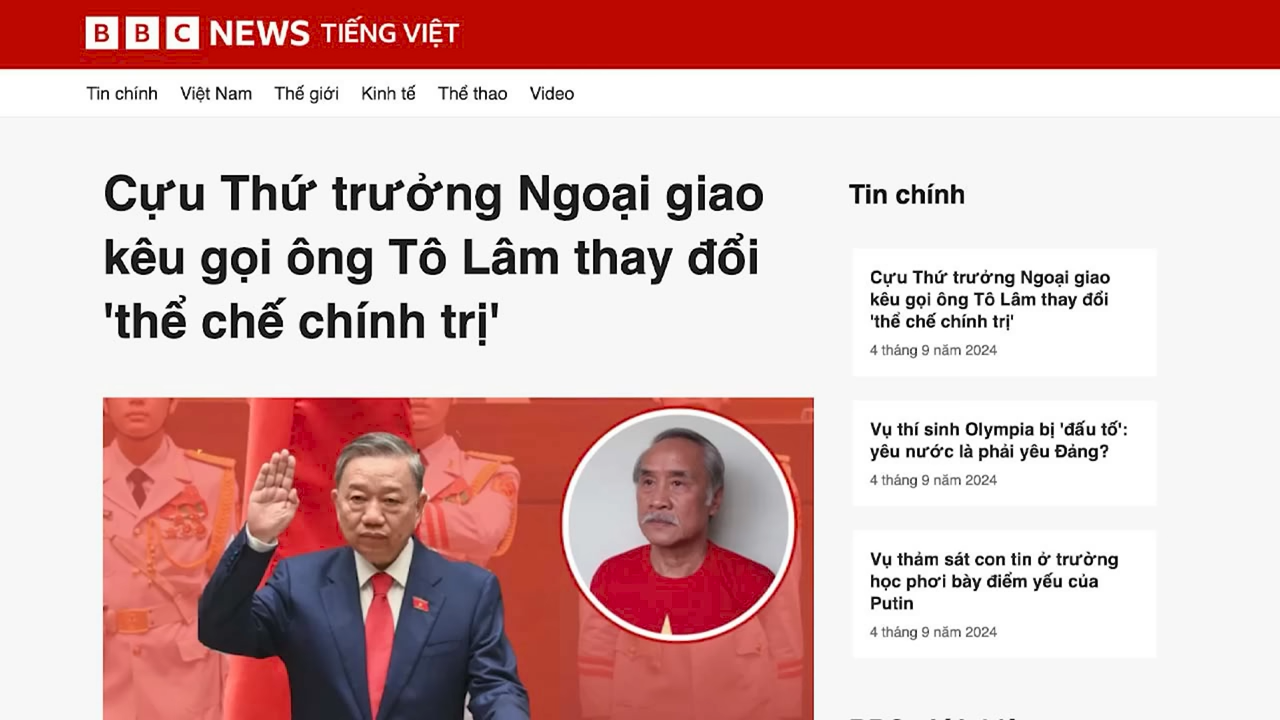 BBC NEWS TIẾNG VIỆT
Tin chính Việt Nam Thế giới Kinh tế Thể thao Video
Cựu Thứ trưởng Ngoại giao
kêu gọi ông Tô Lâm thay đổi
'thể chế chính trị'
Tin chính
Cựu Thứ trưởng Ngoại giao
kêu gọi ông Tô Lâm thay đổi
'thể chế chính trị'
4 tháng 9 năm 2024
Vụ thí sinh Olympia bị 'đấu tố':
yêu nước là phải yêu Đảng?
4 tháng 9 năm 2024
Vụ thảm sát con tin ở trường
học phơi bày điểm yếu của
Putin
4 tháng 9 năm 2024